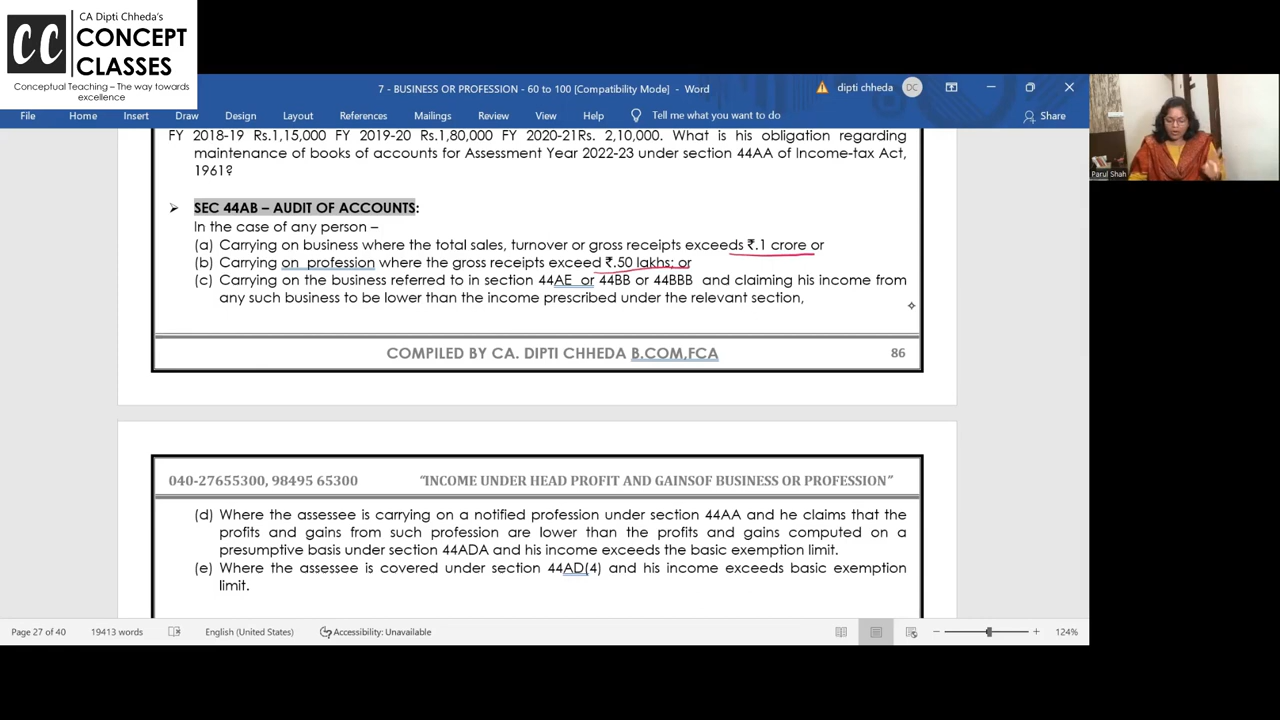 CA Dipti Chheda's
CC CONCEPT
CLASSES
Conceptual Teaching – The way towards
excellence
7 - BUSINESS OR PROFESSION - 60 to 100 [Compatibility Mode] - Word
dipti chheda
DC
File Home Insert Draw Design Layout References Mailings Review View Help Tell me what you want to do Share
FY 2018-19 Rs.1,15,000 FY 2019-20 Rs.1,80,000 FY 2020-21Rs. 2,10,000. What is his obligation regarding
maintenance of books of accounts for Assessment Year 2022-23 under section 44AA of Income-tax Act,
1961?
➢ SEC 44AB – AUDIT OF ACCOUNTS:
In the case of any person –
(a) Carrying on business where the total sales, turnover or gross receipts exceeds ₹.1 crore or
(b) Carrying on profession where the gross receipts exceed ₹.50 lakhs; or
(c) Carrying on the business referred to in section 44AE or 44BB or 44BBB and claiming his income from
any such business to be lower than the income prescribed under the relevant section,
COMPILED BY CA. DIPTI CHHEDA B.COM,FCA 86
040-27655300, 98495 65300 "INCOME UNDER HEAD PROFIT AND GAINSOF BUSINESS OR PROFESSION"
(d) Where the assessee is carrying on a notified profession under section 44AA and he claims that the
profits and gains from such profession are lower than the profits and gains computed on a
presumptive basis under section 44ADA and his income exceeds the basic exemption limit.
(e) Where the assessee is covered under section 44AD(4) and his income exceeds basic exemption
limit.
Page 27 of 40 19413 words English (United States) Accessibility: Unavailable 124%
Parul Shah